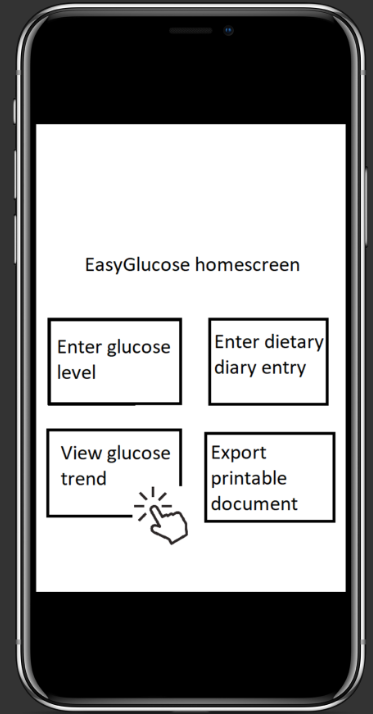 EasyGlucose homescreen
Enter glucose
level
Enter dietary
diary entry
View glucose
trend
Export
printable
document